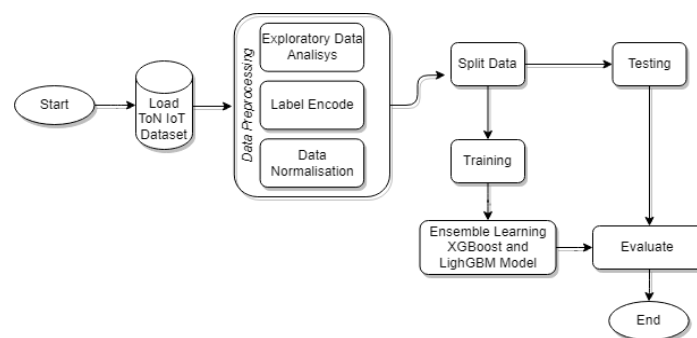 Start
Load
ToN IoT
Dataset
Data Preprocessing
Exploratory Data
Analisys
Label Encode
Data
Normalisation
Split Data
Testing
Training
Ensemble Learning
XGBoost and
LighGBM Model
Evaluate
End